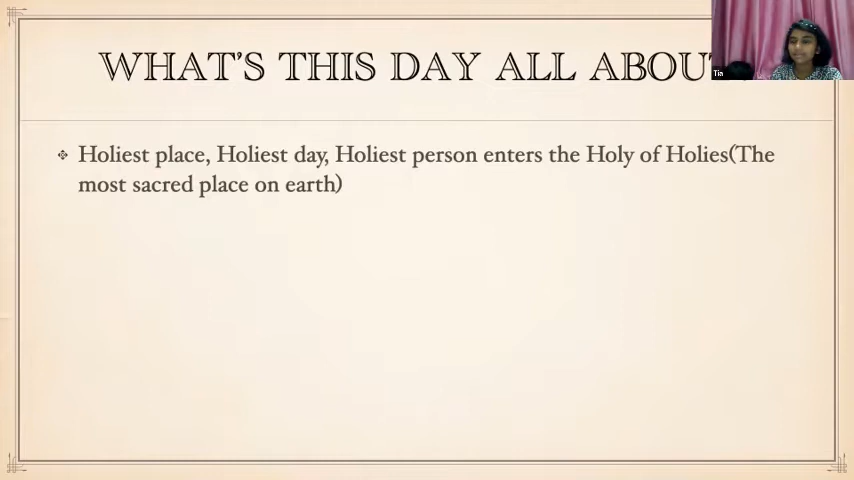 WHAT'S THIS DAY ALL ABOU
Tia
Holiest place, Holiest day, Holiest person enters the Holy of Holies(The
most sacred place on earth)